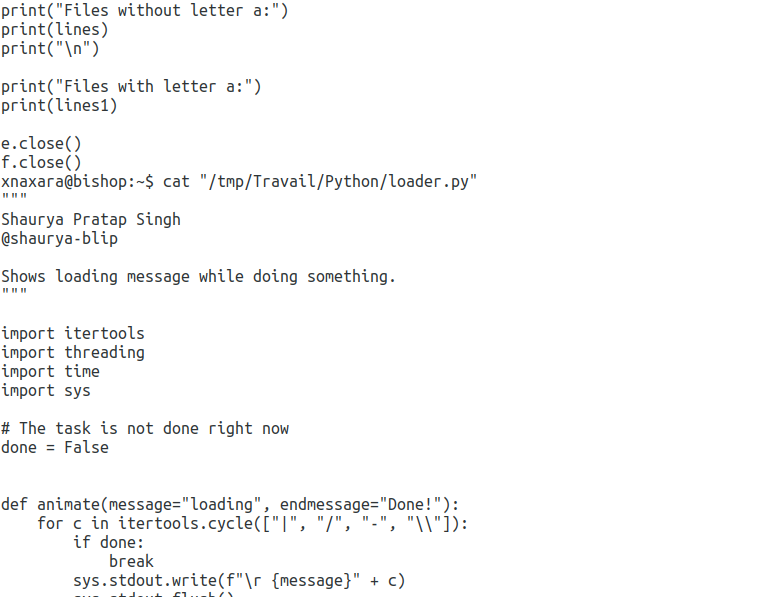 print("Files without letter a:")
print(lines)
print("\n")

print("Files with letter a:")
print(lines1)

e.close()
f.close()
xnaxara@bishop:~$ cat "/tmp/Travail/Python/loader.py"
"""
Shaurya Pratap Singh
@shaurya-blip

Shows loading message while doing something.
"""

import itertools
import threading
import time
import sys

# The task is not done right now
done = False


def animate(message="loading", endmessage="Done!"):
    for c in itertools.cycle(["|", "/", "-", "\\"]):
        if done:
            break
        sys.stdout.write(f"\r {message}" + c)
        sys.stdout.flush()